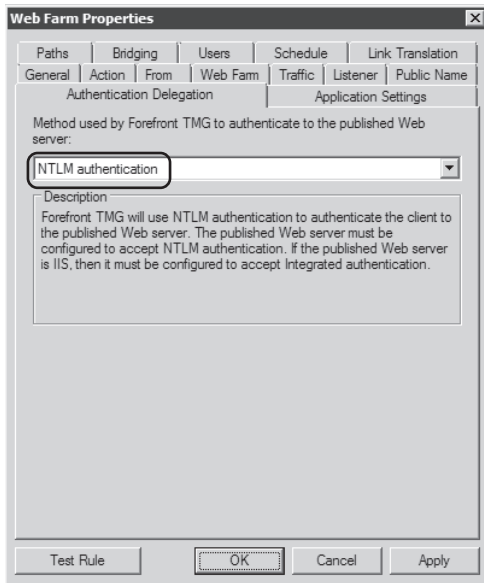 Web Farm Properties
Paths Bridging Users Schedule Link Translation
General Action From Web Farm Traffic Listener Public Name
Authentication Delegation Application Settings
Method used by Forefront TMG to authenticate to the published Web
server:
NTLM authentication
Description
Forefront TMG will use NTLM authentication to authenticate the client to
the published Web server. The published Web server must be
configured to accept NTLM authentication. If the published Web server
is IIS, then it must be configured to accept Integrated authentication.
Test Rule OK Cancel Apply